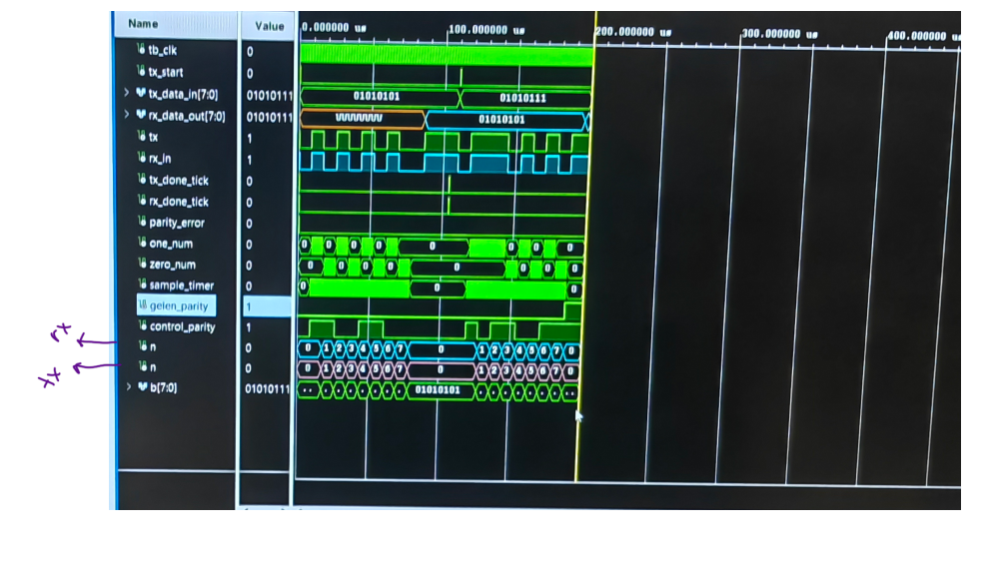 Name Value 0.000000 us 100.000000 us 200.000000 us 300.000000 us 400.000000 us
tb_clk 0
tx_start 0
tx_data_in[7:0] 01010111 01010101 01010111
rx_data_out[7:0] 01010111 UUUUUUUU 01010101
tx 1
rx_in 1
tx_done_tick 0
rx_done_tick 0
parity_error 0
one_num 0 0 0 0 0 0 0 0 0
zero_num 0 0 0 0 0 0 0 0 0
sample_timer 0 0 0 0
gelen_parity 1
control_parity 1
rx
n 0 0 1 2 3 4 5 6 7 0 1 2 3 4 5 6 7 0
n 0 0 1 2 3 4 5 6 7 0 1 2 3 4 5 6 7 0
b[7:0] 01010111 01010101